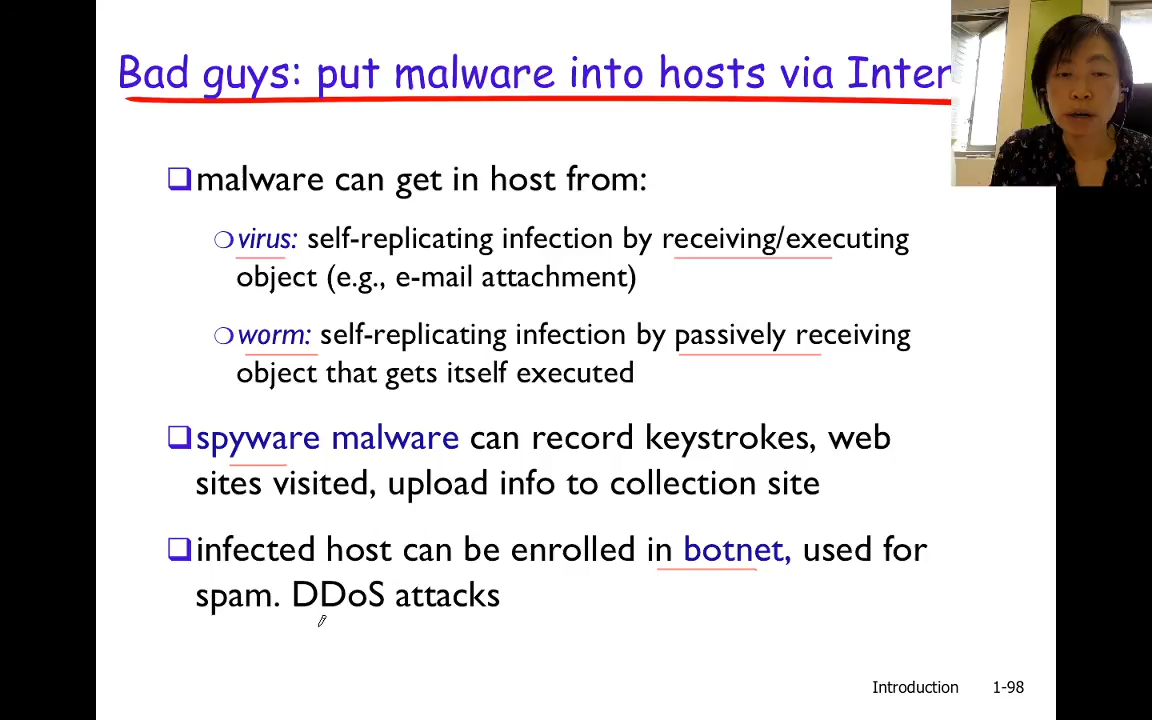 Bad guys: put malware into hosts via Inter
❑malware can get in host from:
❍virus: self-replicating infection by receiving/executing
object (e.g., e-mail attachment)
❍worm: self-replicating infection by passively receiving
object that gets itself executed
❑spyware malware can record keystrokes, web
sites visited, upload info to collection site
❑infected host can be enrolled in botnet, used for
spam. DDoS attacks
Introduction 1-98